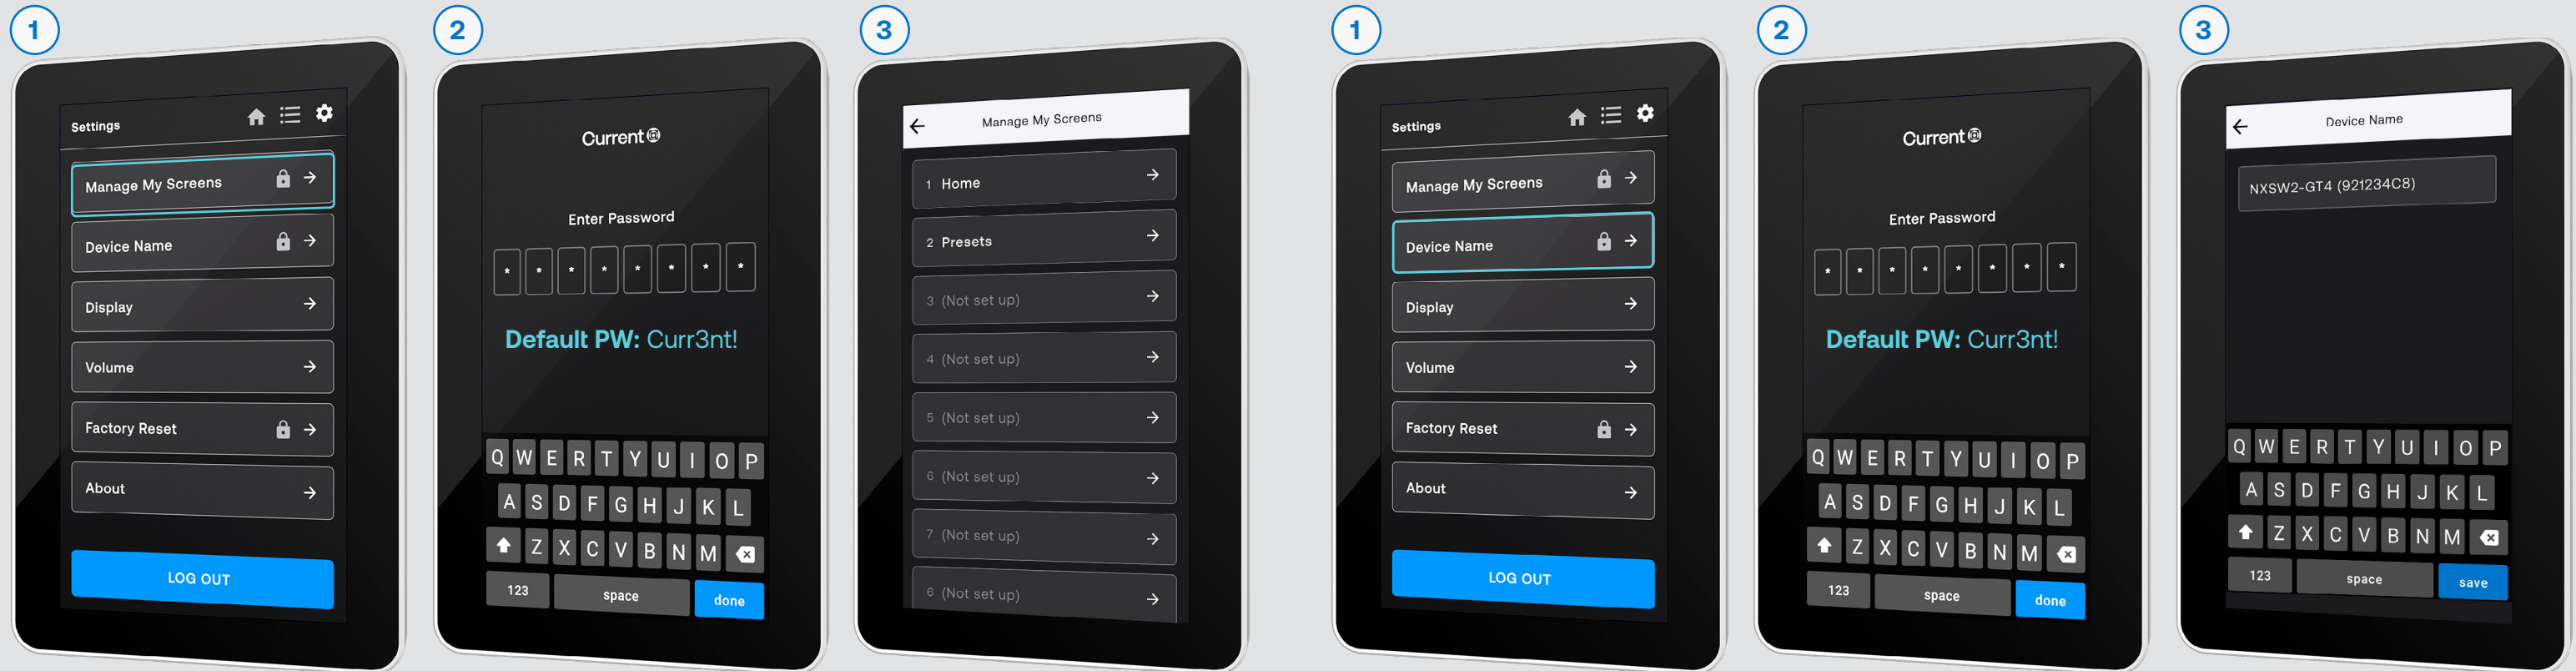 1
Settings
Manage My Screens
Device Name
Display
Volume
Factory Reset
About
LOG OUT
2
Current
Enter Password
* * * * * * * *
Default PW: Curr3nt!
Q W E R T Y U I O P
A S D F G H J K L
Z X C V B N M
123 space done
3
Manage My Screens
1 Home
2 Presets
3 (Not set up)
4 (Not set up)
5 (Not set up)
6 (Not set up)
7 (Not set up)
6 (Not set up)
1
Settings
Manage My Screens
Device Name
Display
Volume
Factory Reset
About
LOG OUT
2
Current
Enter Password
* * * * * * * *
Default PW: Curr3nt!
Q W E R T Y U I O P
A S D F G H J K L
Z X C V B N M
123 space done
3
Device Name
NXSW2-GT4 (921234C8)
Q W E R T Y U I O P
A S D F G H J K L
Z X C V B N M
123 space save